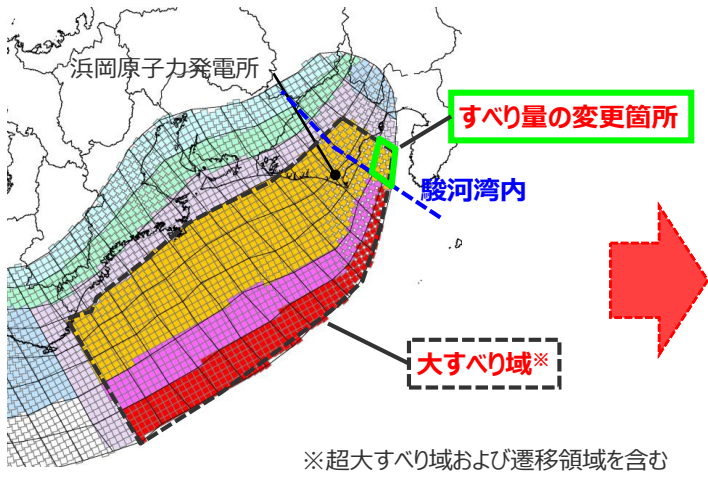 浜岡原子力発電所
すべり量の変更箇所
駿河湾内
大すべり域※
※超大すべり域および遷移領域を含む